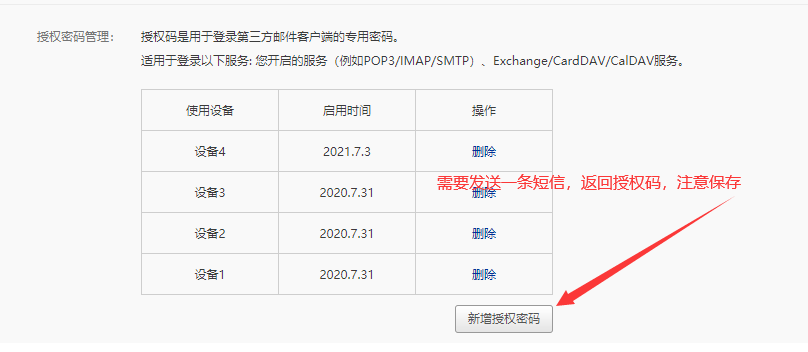 授权密码管理：
授权码是用于登录第三方邮件客户端的专用密码。
适用于登录以下服务: 您开启的服务（例如POP3/IMAP/SMTP）、Exchange/CardDAV/CalDAV服务。
使用设备 启用时间 操作
设备4 2021.7.3 删除
需要发送一条短信，返回授权码，注意保存
设备3 2020.7.31 删除
设备2 2020.7.31 删除
设备1 2020.7.31 删除
新增授权密码